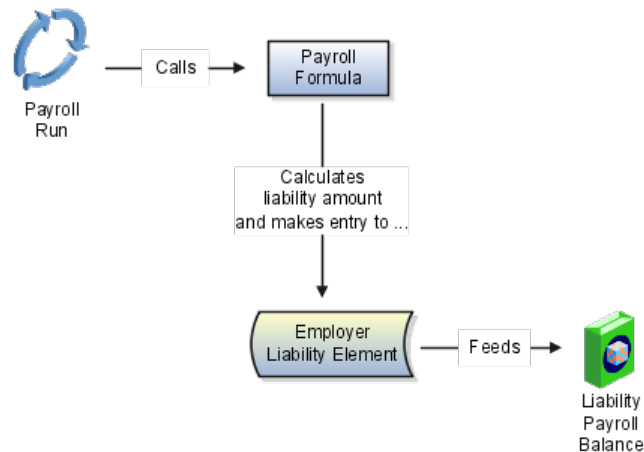 Payroll
Run
Calls
Payroll
Formula
Calculates
liability amount
and makes entry to ...
Employer
Liability Element
Feeds
Liability
Payroll
Balance